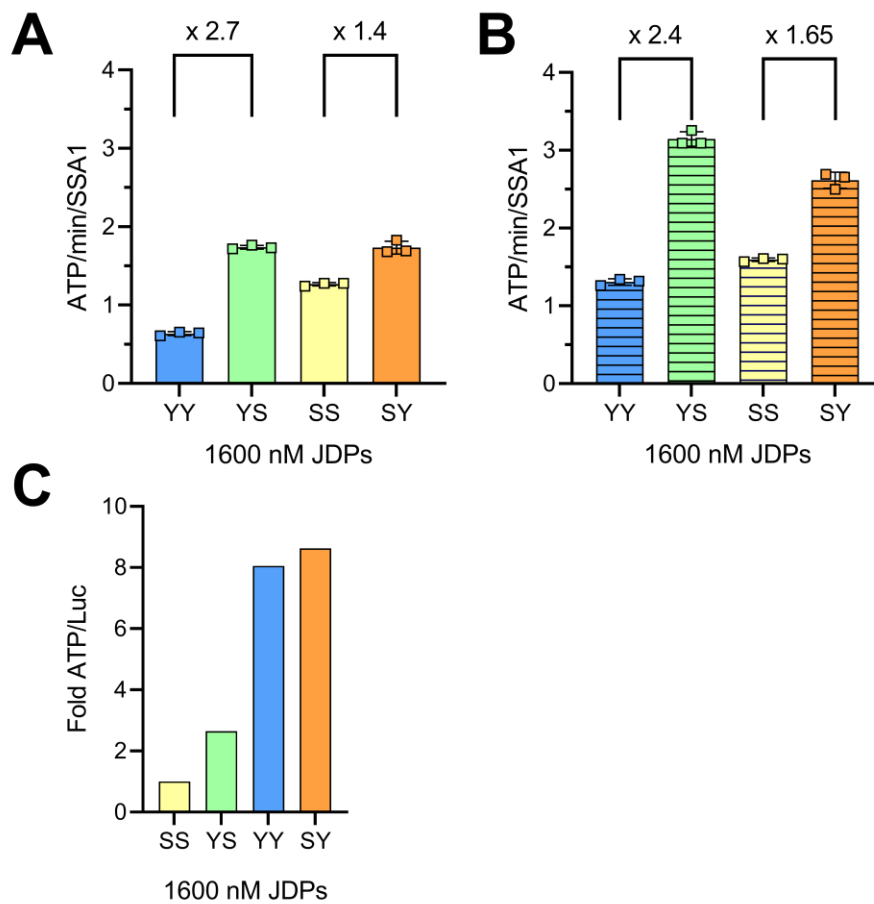 A
x 2.7
x 1.4
ATP/min/SSA1
4
3
2
1
0
YY
YS
SS
SY
1600 nM JDPs
B
x 2.4
x 1.65
ATP/min/SSA1
4
3
2
1
0
YY
YS
SS
SY
1600 nM JDPs
C
Fold ATP/Luc
10
8
6
4
2
0
SS
YS
YY
SY
1600 nM JDPs